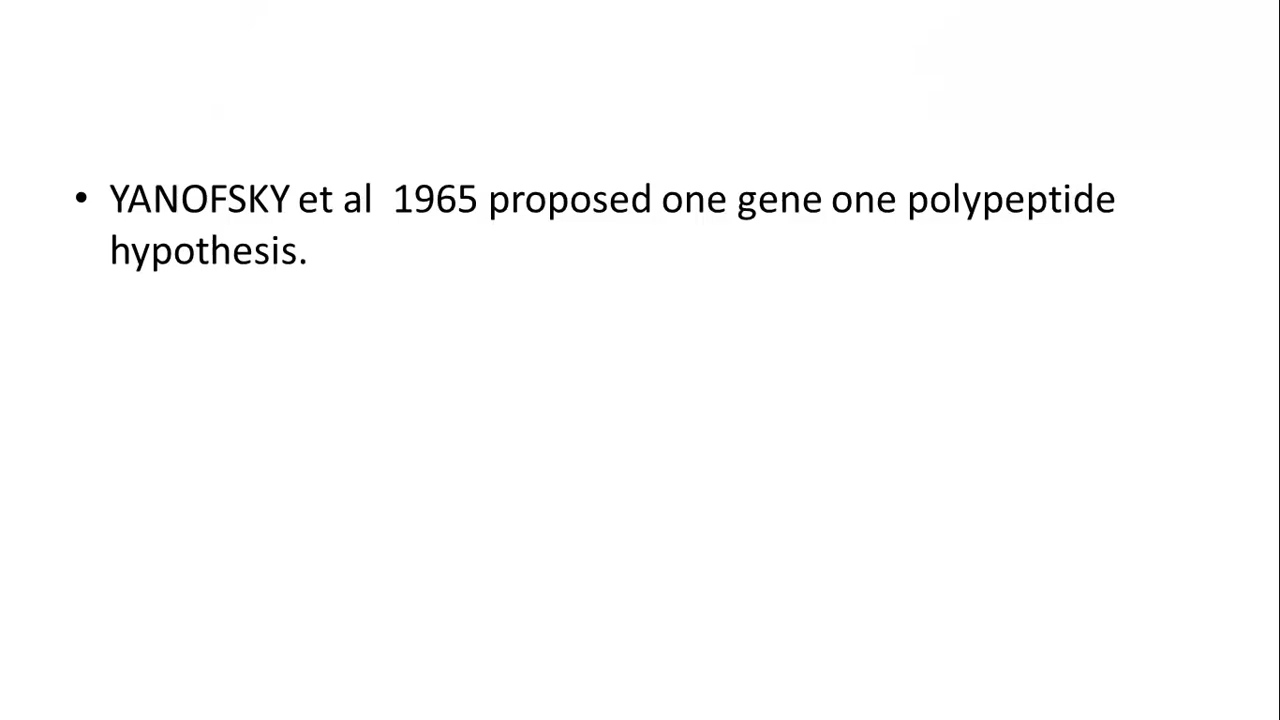 • YANOFSKY et al  1965 proposed one gene one polypeptide
hypothesis.